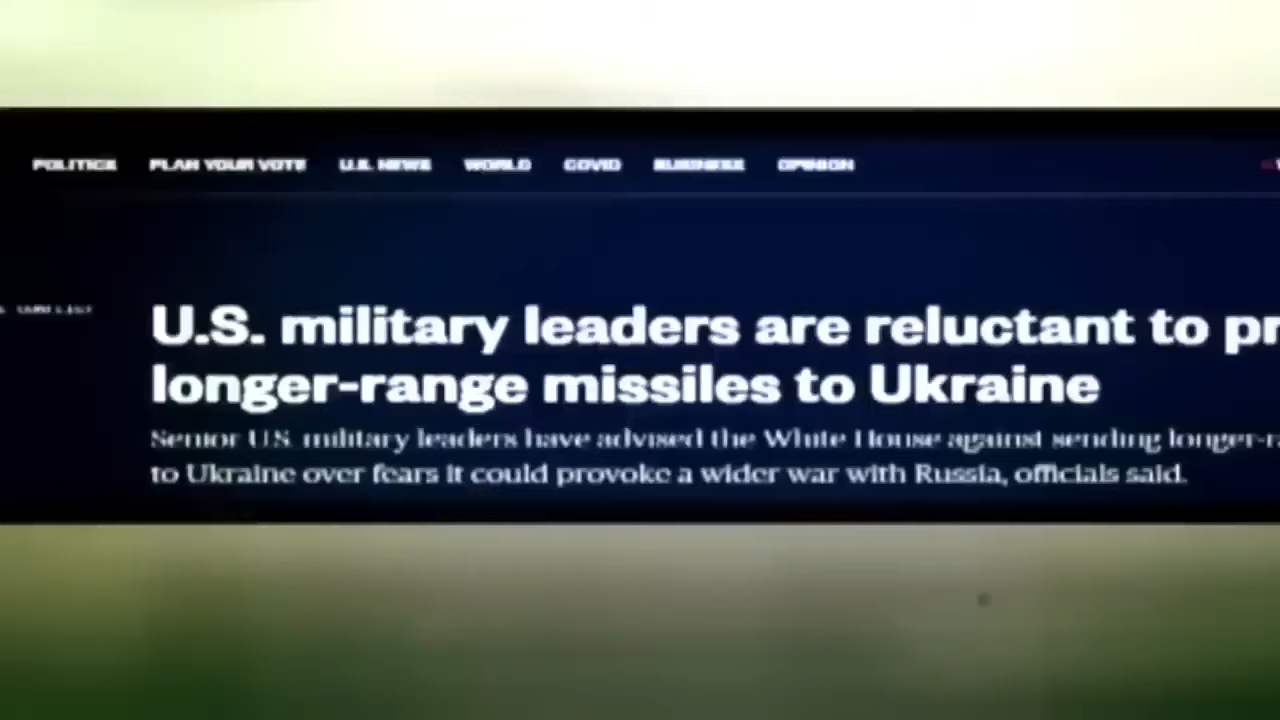 POLITICS PLAN YOUR VOTE U.S. NEWS WORLD COVID BUSINESS OPINION
U.S. military leaders are reluctant to pr
longer-range missiles to Ukraine
Senior U.S. military leaders have advised the White House against sending longer-r
to Ukraine over fears it could provoke a wider war with Russia, officials said.